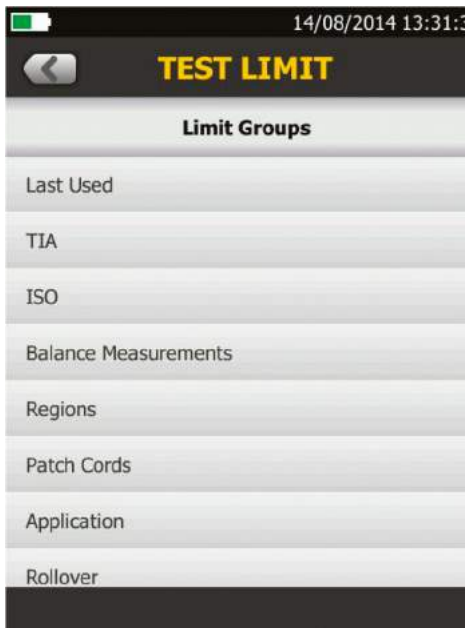 14/08/2014 13:31:3
TEST LIMIT
Limit Groups
Last Used
TIA
ISO
Balance Measurements
Regions
Patch Cords
Application
Rollover